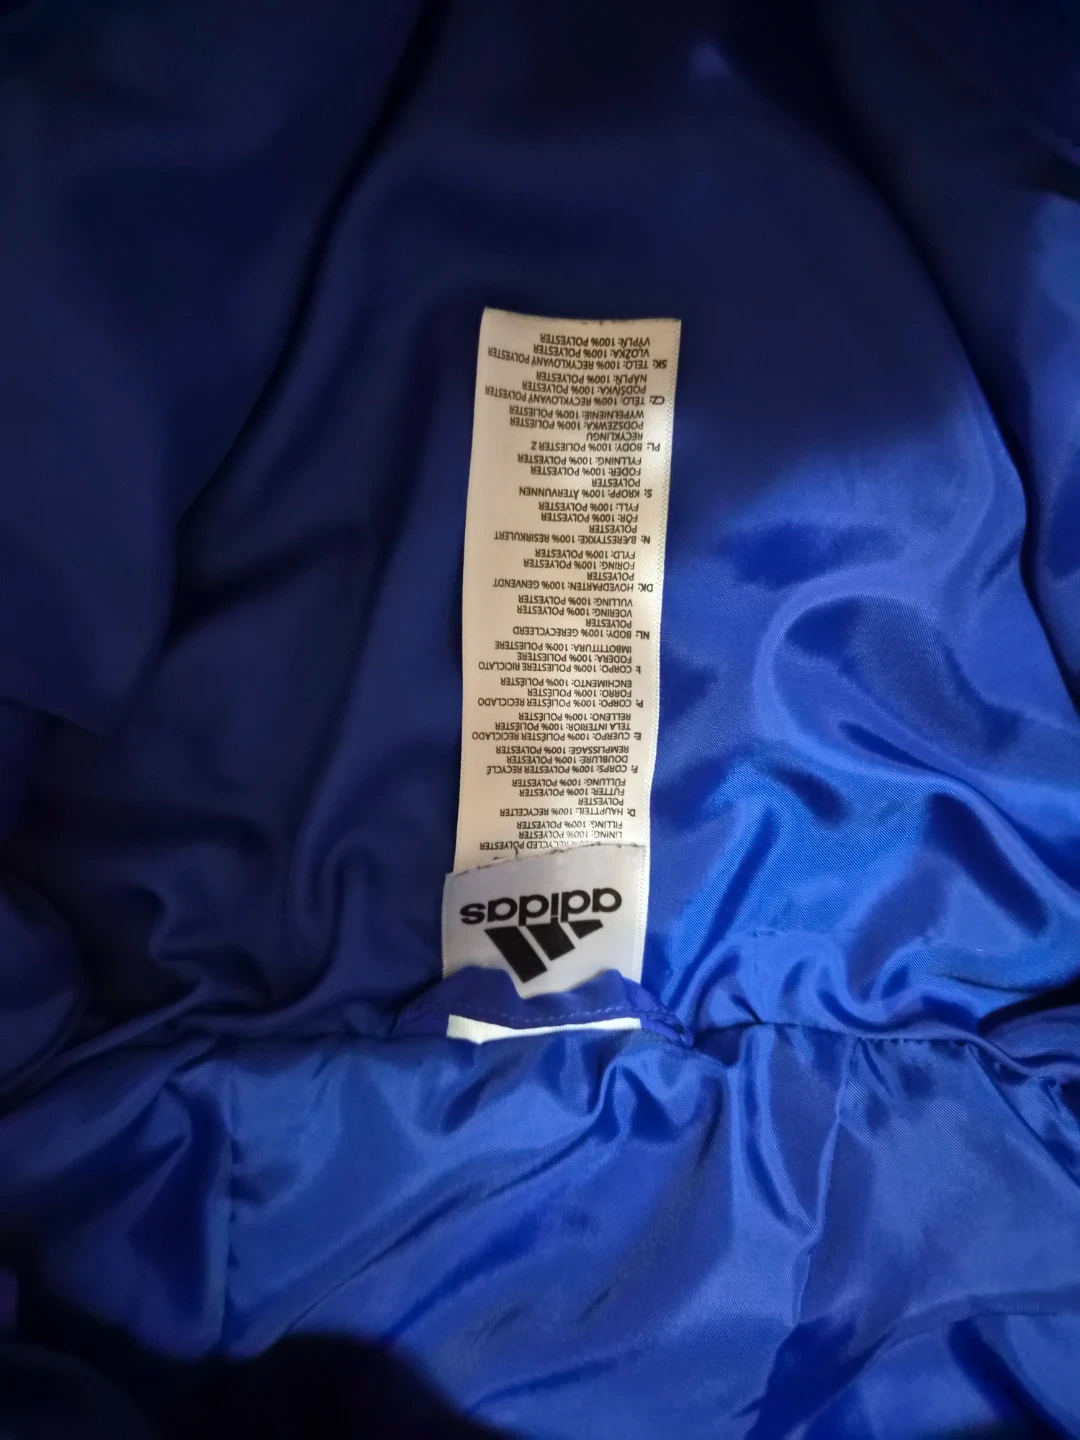 adidas
100% RECYCLED POLYESTER
LINING: 100% POLYESTER
FILLING: 100% POLYESTER
D: HAUPTTEIL: 100% RECYCELTER
POLYESTER
FUTTER: 100% POLYESTER
FÜLLUNG: 100% POLYESTER
F: CORPS: 100% POLYESTER RECYCLÉ
DOUBLURE: 100% POLYESTER
REMPLISSAGE: 100% POLYESTER
E: CUERPO: 100% POLIÉSTER RECICLADO
TELA INTERIOR: 100% POLIÉSTER
RELLENO: 100% POLIÉSTER
P: CORPO: 100% POLIÉSTER RECICLADO
FORRO: 100% POLIÉSTER
ENCHIMENTO: 100% POLIÉSTER
I: CORPO: 100% POLIESTERE RICICLATO
FODERA: 100% POLIESTERE
IMBOTTITURA: 100% POLIESTERE
NL: BODY: 100% GERECYCLEERD
POLYESTER
VOERING: 100% POLYESTER
VULLING: 100% POLYESTER
DK: HOVEDPARTEN: 100% GENVENDT
POLYESTER
FORING: 100% POLYESTER
FYLD: 100% POLYESTER
N: BÆRESTYKKE: 100% RESIRKULERT
POLYESTER
FÔR: 100% POLYESTER
FYLL: 100% POLYESTER
S: KROPP: 100% ÅTERVUNNEN
POLYESTER
FODER: 100% POLYESTER
FYLLNING: 100% POLYESTER
PL: BODY: 100% POLIESTER Z
RECYKLINGU
PODSZEWKA: 100% POLIESTER
WYPEŁNIENIE: 100% POLIESTER
CZ: TĚLO: 100% RECYKLOVANÝ POLYESTER
PODŠÍVKA: 100% POLYESTER
NÁPLŇ: 100% POLYESTER
SK: TELO: 100% RECYKLOVANÝ POLYESTER
VLOŽKA: 100% POLYESTER
VÝPLŇ: 100% POLYESTER